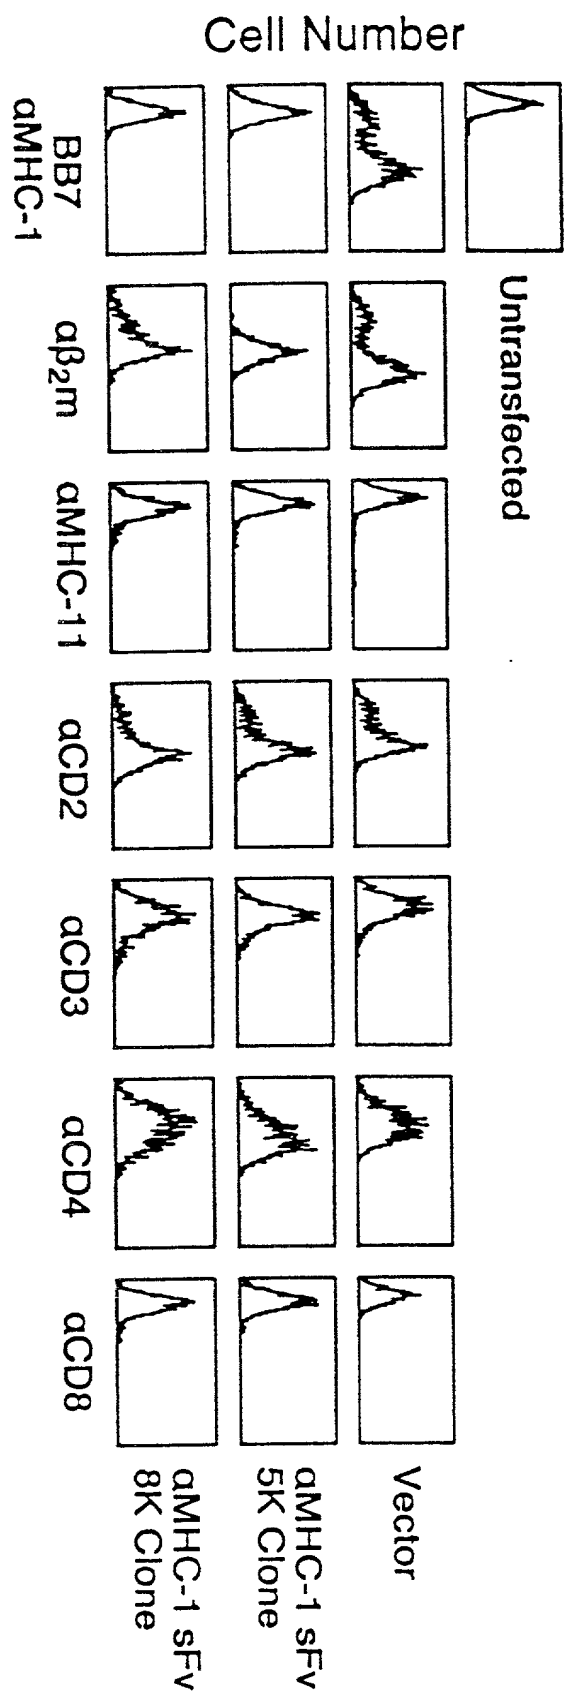 Cell Number
Untransfected
Vector
αMHC-1 sFv
5K Clone
αMHC-1 sFv
8K Clone
BB7
αMHC-1
αβ2m
αMHC-11
αCD2
αCD3
αCD4
αCD8